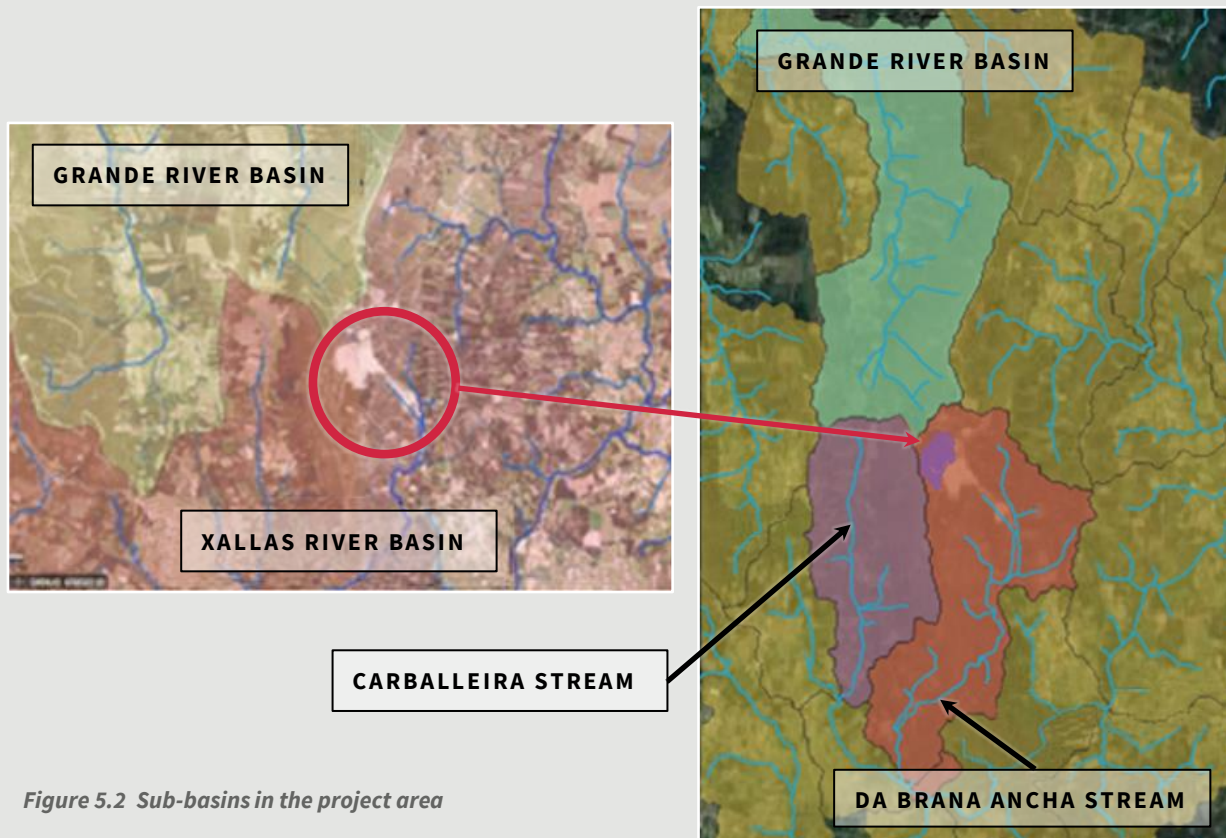 GRANDE RIVER BASIN
GRANDE RIVER BASIN
XALLAS RIVER BASIN
CARBALLEIRA STREAM
DA BRANA ANCHA STREAM
Figure 5.2 Sub-basins in the project area